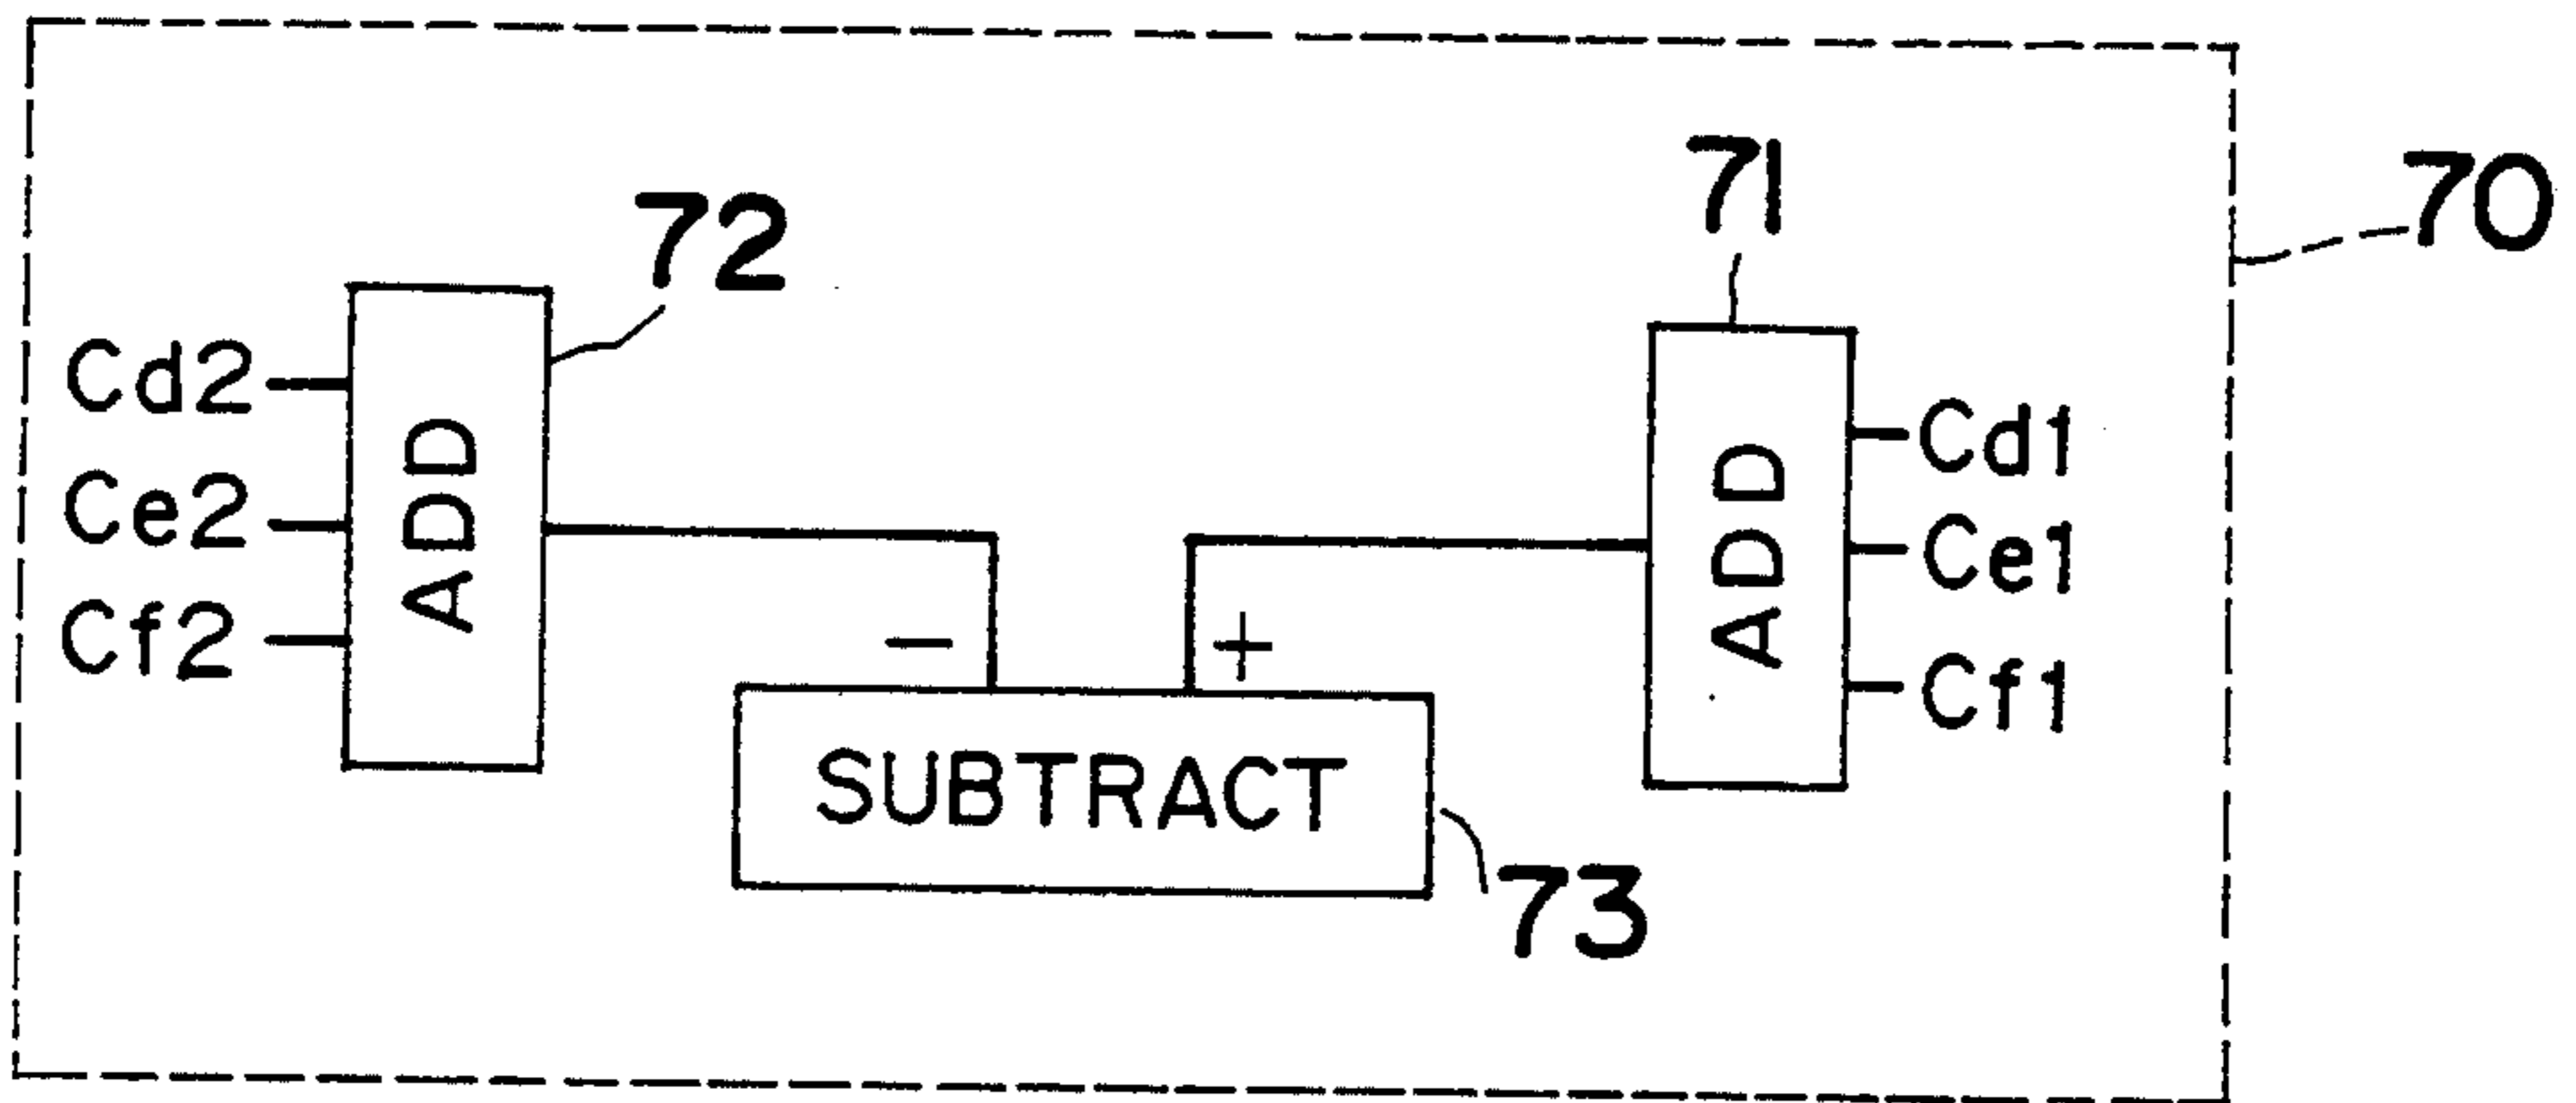 71
70
72
Cd2
Ce2
Cf2
ADD
ADD
Cd1
Ce1
Cf1
−
+
SUBTRACT
73